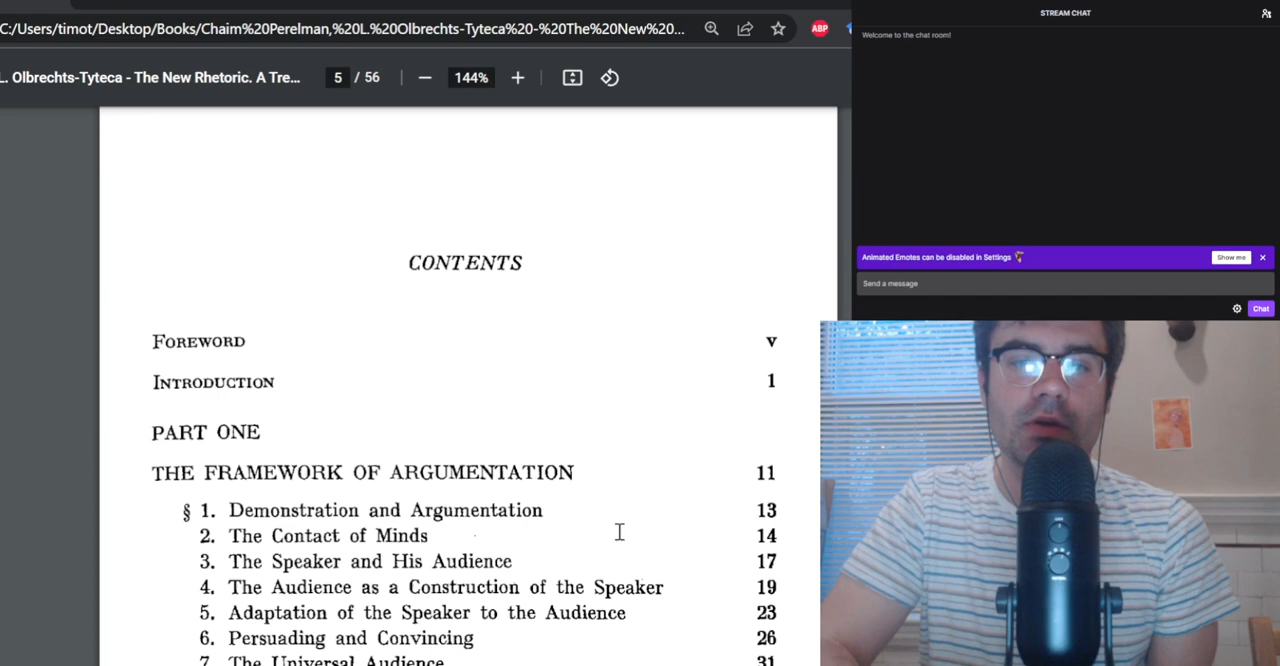 C:/Users/timot/Desktop/Books/Chaim%20Perelman,%20L.%20Olbrechts-Tyteca%20-%20The%20New%20...
ABP
L. Olbrechts-Tyteca - The New Rhetoric. A Tre...
5 / 56
144%
CONTENTS
FOREWORD v
INTRODUCTION 1
PART ONE
THE FRAMEWORK OF ARGUMENTATION 11
§ 1. Demonstration and Argumentation 13
2. The Contact of Minds 14
3. The Speaker and His Audience 17
4. The Audience as a Construction of the Speaker 19
5. Adaptation of the Speaker to the Audience 23
6. Persuading and Convincing 26
7. The Universal Audience 31
STREAM CHAT
Welcome to the chat room!
Animated Emotes can be disabled in Settings
Show me
Send a message
Chat